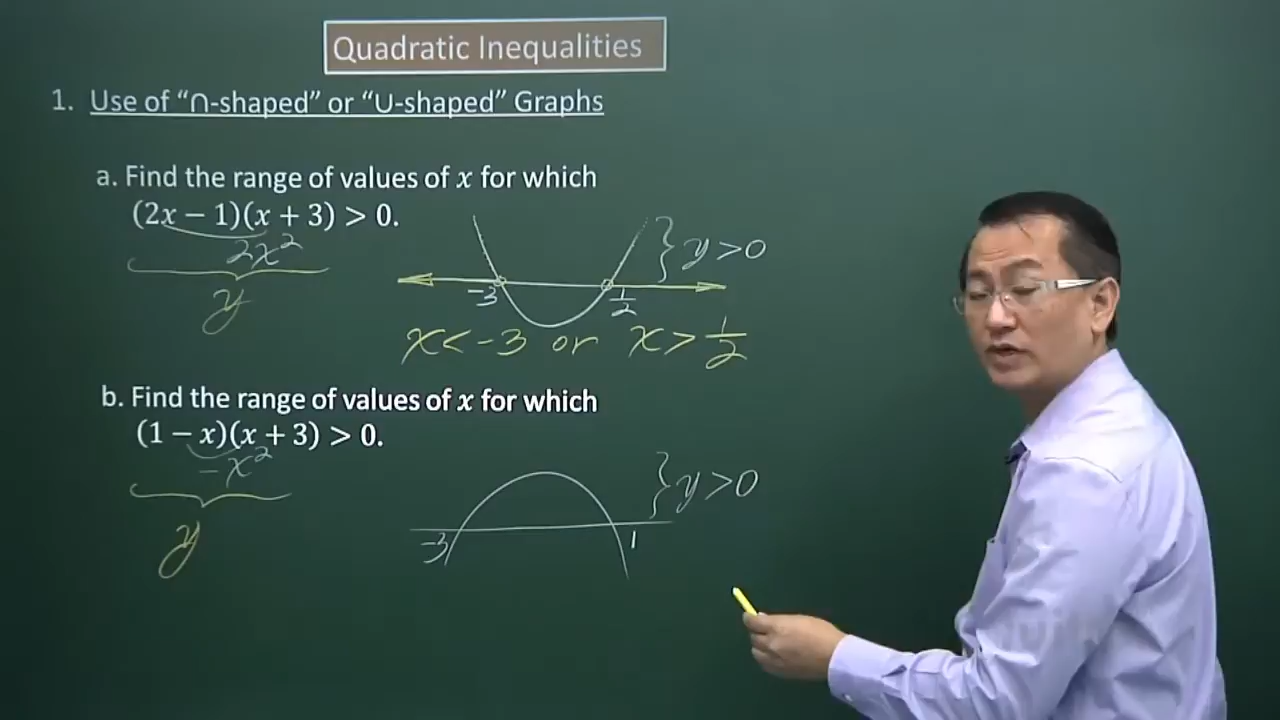 Quadratic Inequalities
1. Use of “∩-shaped” or “U-shaped” Graphs
a. Find the range of values of x for which
(2x − 1)(x + 3) > 0.
2x²
y
} y > 0
-3
1/2
x < -3 or x > 1/2
b. Find the range of values of x for which
(1 − x)(x + 3) > 0.
-x²
y
} y > 0
-3
1